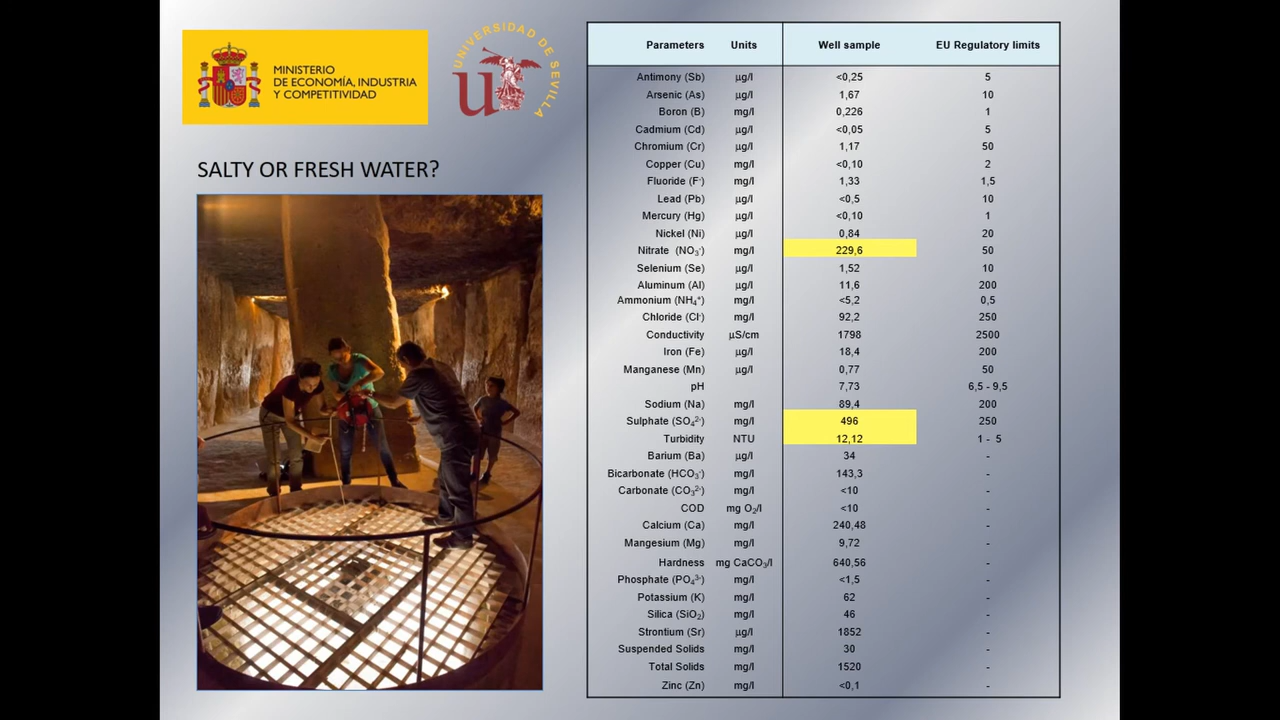 MINISTERIO
DE ECONOMÍA, INDUSTRIA
Y COMPETITIVIDAD
UNIVERSIDAD DE SEVILLA
SALTY OR FRESH WATER?
Parameters Units Well sample EU Regulatory limits
Antimony (Sb) µg/l <0,25 5
Arsenic (As) µg/l 1,67 10
Boron (B) mg/l 0,226 1
Cadmium (Cd) µg/l <0,05 5
Chromium (Cr) µg/l 1,17 50
Copper (Cu) mg/l <0,10 2
Fluoride (F⁻) mg/l 1,33 1,5
Lead (Pb) µg/l <0,5 10
Mercury (Hg) µg/l <0,10 1
Nickel (Ni) µg/l 0,84 20
Nitrate (NO₃⁻) mg/l 229,6 50
Selenium (Se) µg/l 1,52 10
Aluminum (Al) µg/l 11,6 200
Ammonium (NH₄⁺) mg/l <5,2 0,5
Chloride (Cl⁻) mg/l 92,2 250
Conductivity µS/cm 1798 2500
Iron (Fe) µg/l 18,4 200
Manganese (Mn) µg/l 0,77 50
pH 7,73 6,5 - 9,5
Sodium (Na) mg/l 89,4 200
Sulphate (SO₄²⁻) mg/l 496 250
Turbidity NTU 12,12 1 - 5
Barium (Ba) µg/l 34 -
Bicarbonate (HCO₃⁻) mg/l 143,3 -
Carbonate (CO₃²⁻) mg/l <10 -
COD mg O₂/l <10 -
Calcium (Ca) mg/l 240,48 -
Mangesium (Mg) mg/l 9,72 -
Hardness mg CaCO₃/l 640,56 -
Phosphate (PO₄³⁻) mg/l <1,5 -
Potassium (K) mg/l 62 -
Silica (SiO₂) mg/l 46 -
Strontium (Sr) µg/l 1852 -
Suspended Solids mg/l 30 -
Total Solids mg/l 1520 -
Zinc (Zn) mg/l <0,1 -